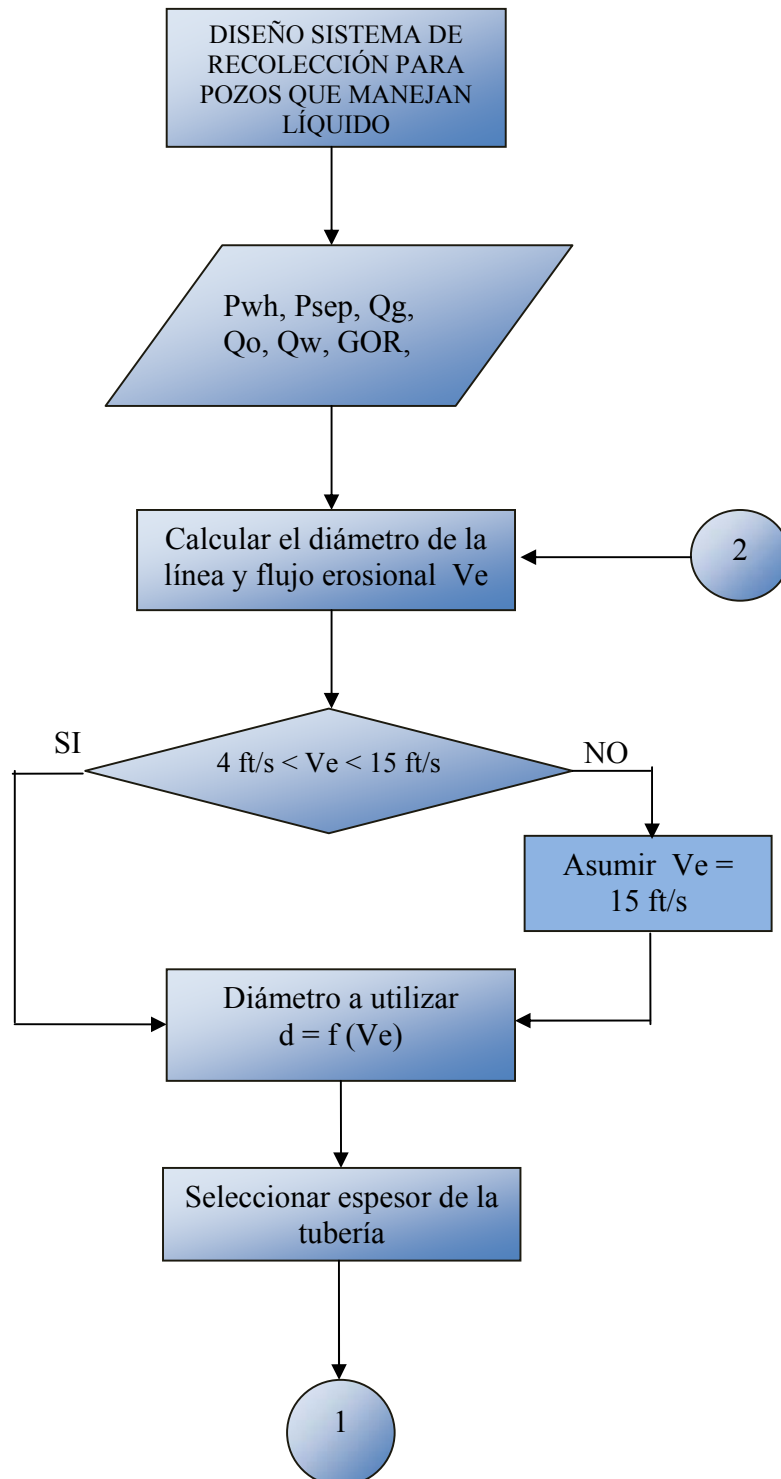 DISEÑO SISTEMA DE
RECOLECCIÓN PARA
POZOS QUE MANEJAN
LÍQUIDO
Pwh, Psep, Qg,
Qo, Qw, GOR,
Calcular el diámetro de la
línea y flujo erosional Ve
2
SI
4 ft/s < Ve < 15 ft/s
NO
Asumir Ve =
15 ft/s
Diámetro a utilizar
d = f (Ve)
Seleccionar espesor de la
tubería
1